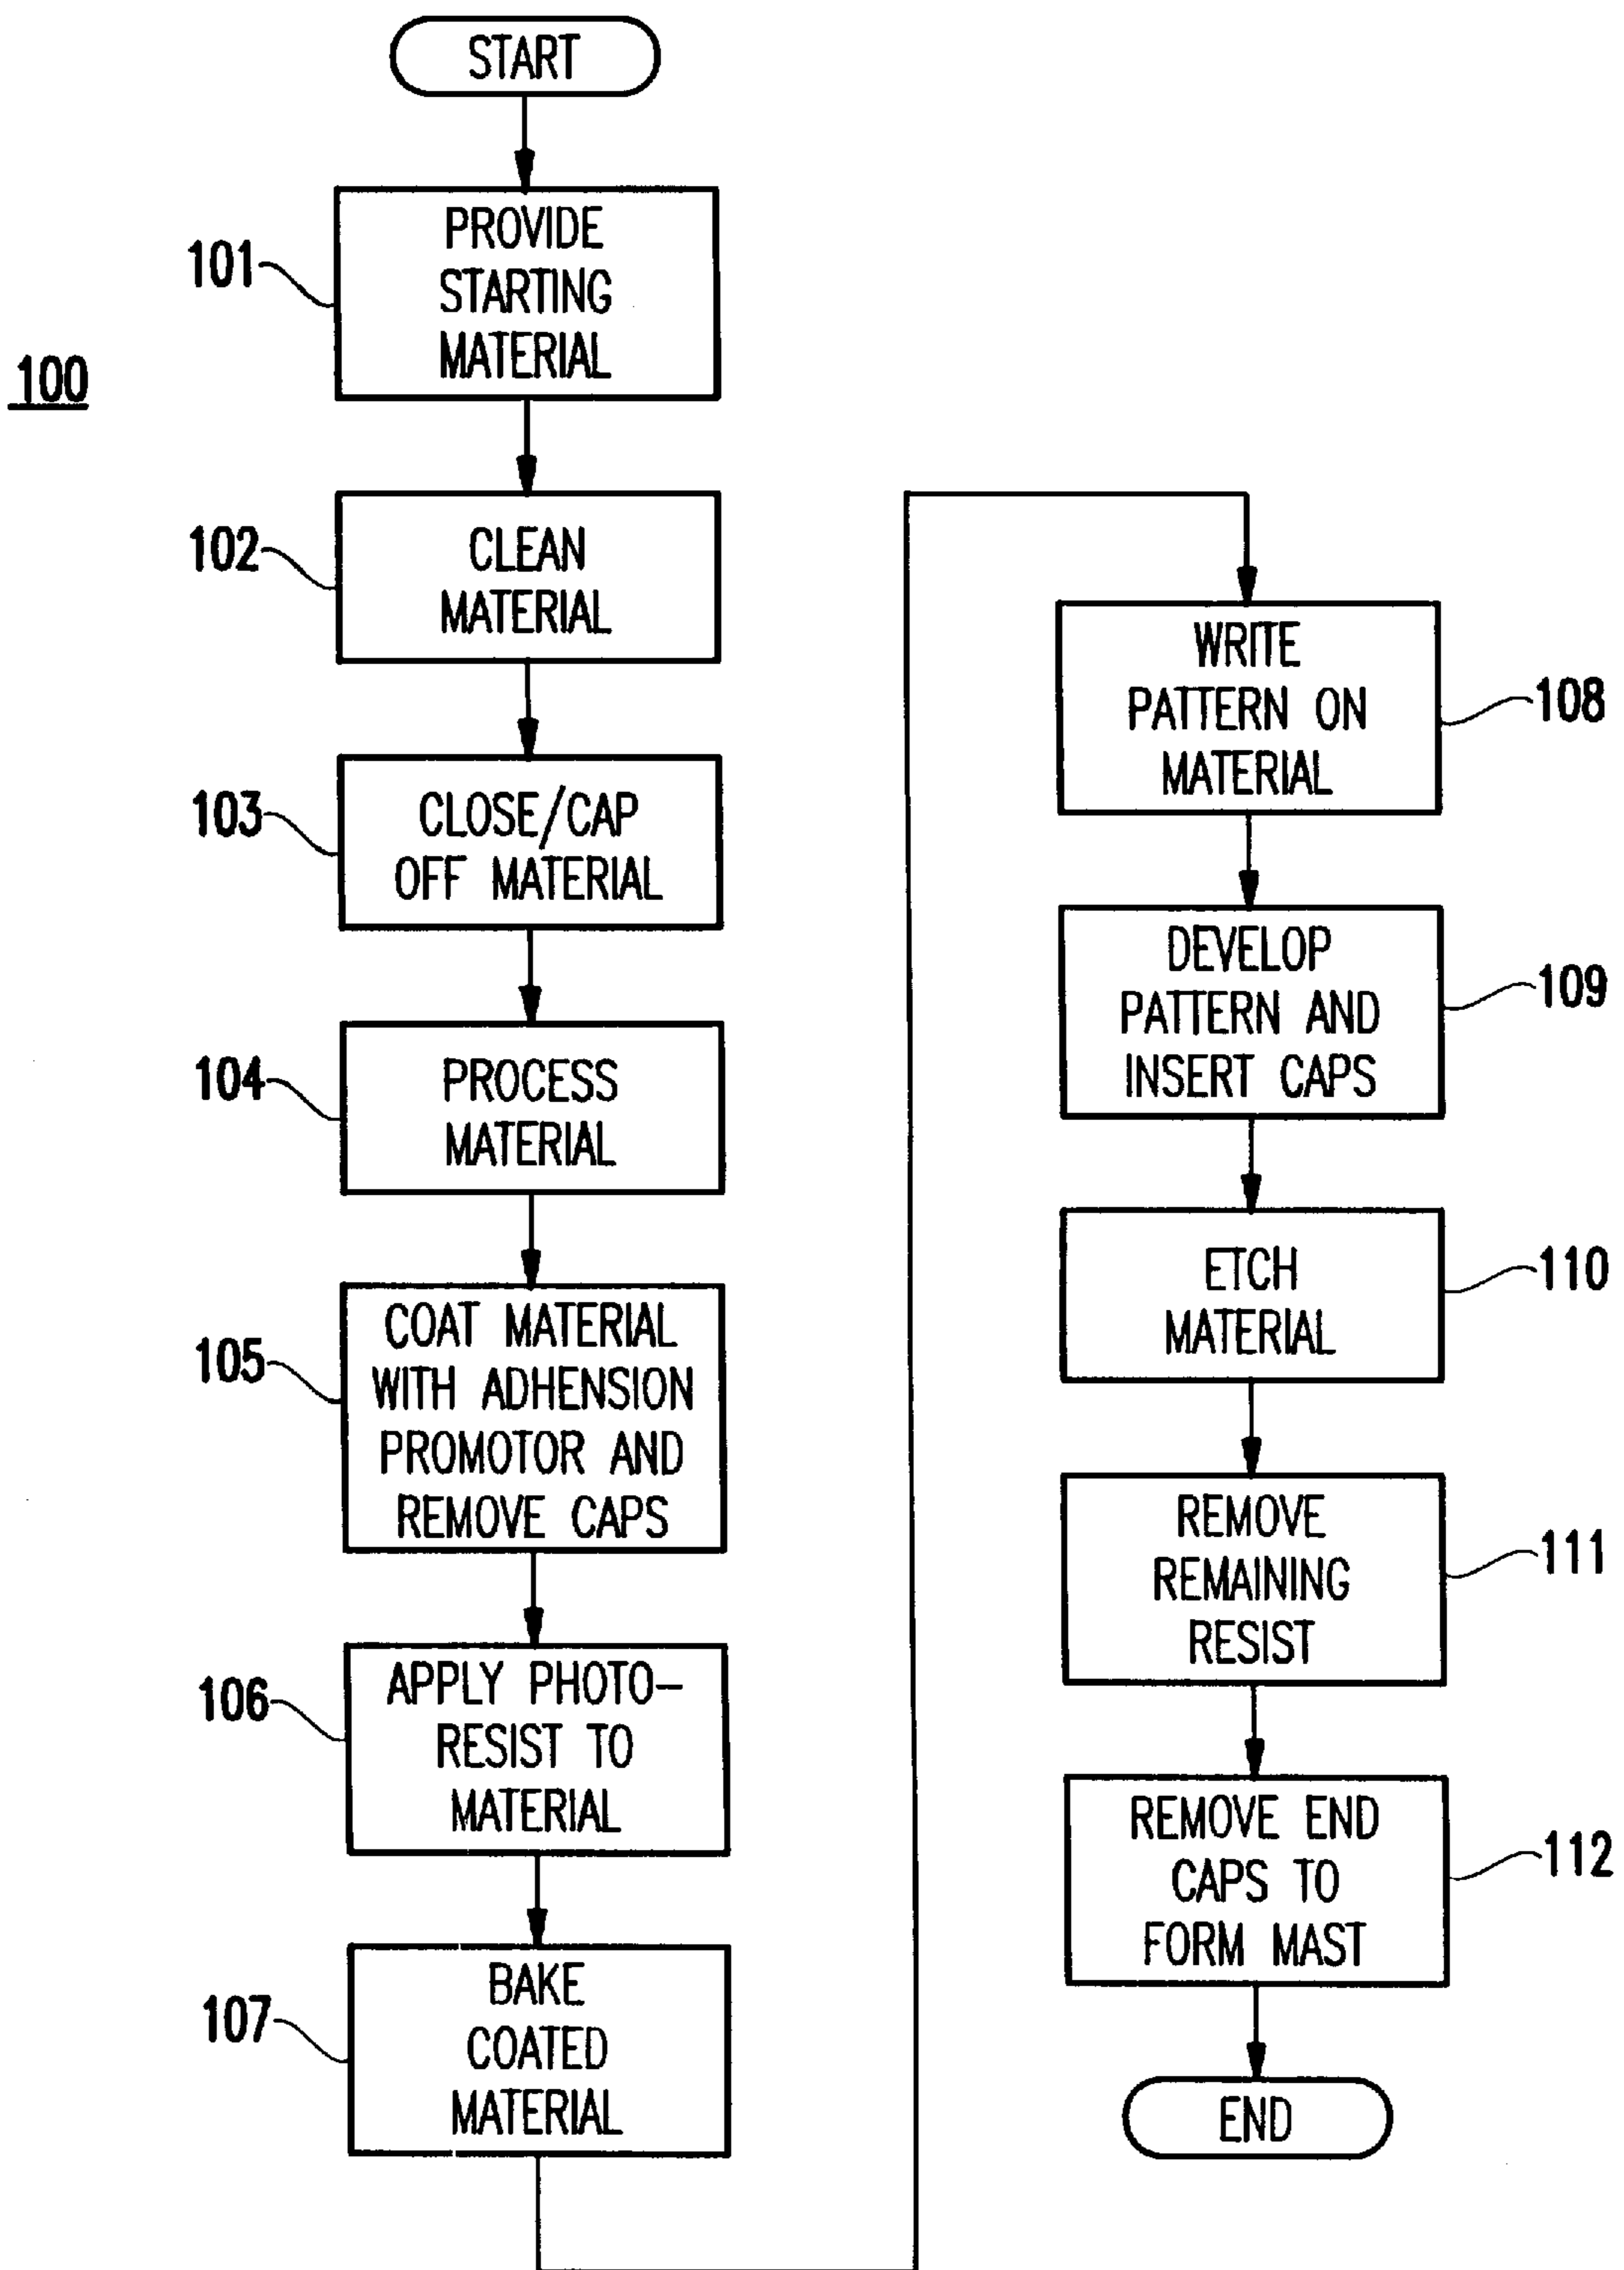 START
100
101
PROVIDE
STARTING
MATERIAL
102
CLEAN
MATERIAL
103
CLOSE/CAP
OFF MATERIAL
104
PROCESS
MATERIAL
105
COAT MATERIAL
WITH ADHENSION
PROMOTOR AND
REMOVE CAPS
106
APPLY PHOTO-
RESIST TO
MATERIAL
107
BAKE
COATED
MATERIAL
WRITE
PATTERN ON
MATERIAL
108
DEVELOP
PATTERN AND
INSERT CAPS
109
ETCH
MATERIAL
110
REMOVE
REMAINING
RESIST
111
REMOVE END
CAPS TO
FORM MAST
112
END